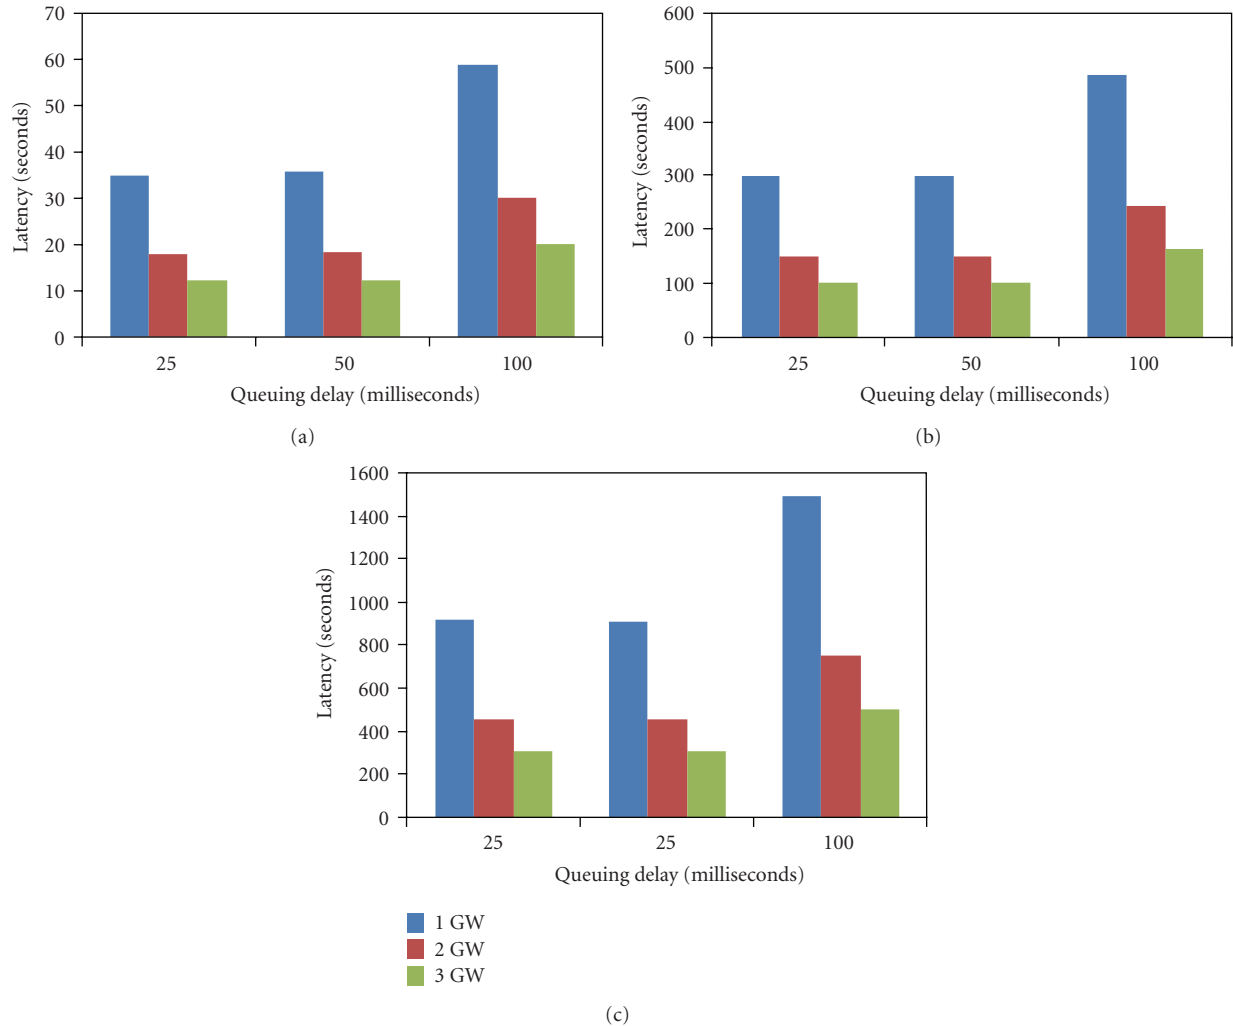 70
60
50
40
30
20
10
0
Latency (seconds)
25 50 100
Queuing delay (milliseconds)
(a)
600
500
400
300
200
100
0
Latency (seconds)
25 50 100
Queuing delay (milliseconds)
(b)
1600
1400
1200
1000
800
600
400
200
0
Latency (seconds)
25 25 100
Queuing delay (milliseconds)
1 GW
2 GW
3 GW
(c)